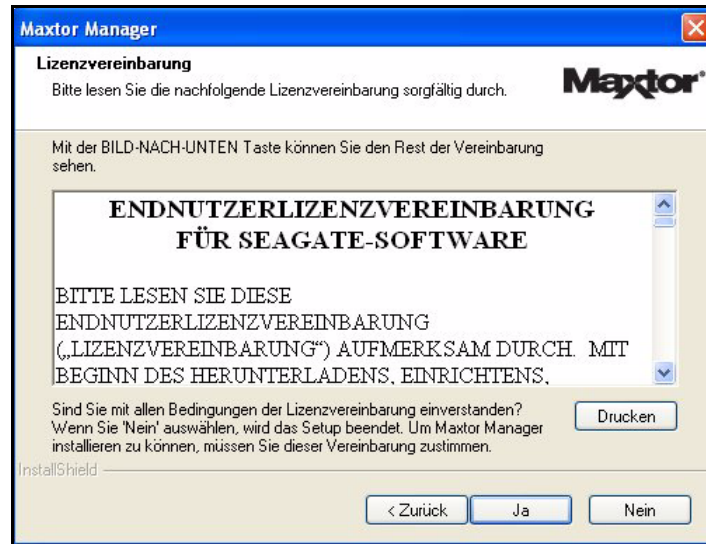 Maxtor Manager
Lizenzvereinbarung
Bitte lesen Sie die nachfolgende Lizenzvereinbarung sorgfältig durch.
Maxtor®
Mit der BILD-NACH-UNTEN Taste können Sie den Rest der Vereinbarung
sehen.
ENDNUTZERLIZENZVEREINBARUNG
FÜR SEAGATE-SOFTWARE
BITTE LESEN SIE DIESE
ENDNUTZERLIZENZVEREINBARUNG
(„LIZENZVEREINBARUNG“) AUFMERKSAM DURCH. MIT
BEGINN DES HERUNTERLADENS, EINRICHTENS,
Sind Sie mit allen Bedingungen der Lizenzvereinbarung einverstanden?
Wenn Sie 'Nein' auswählen, wird das Setup beendet. Um Maxtor Manager
installieren zu können, müssen Sie dieser Vereinbarung zustimmen.
Drucken
InstallShield
< Zurück
Ja
Nein